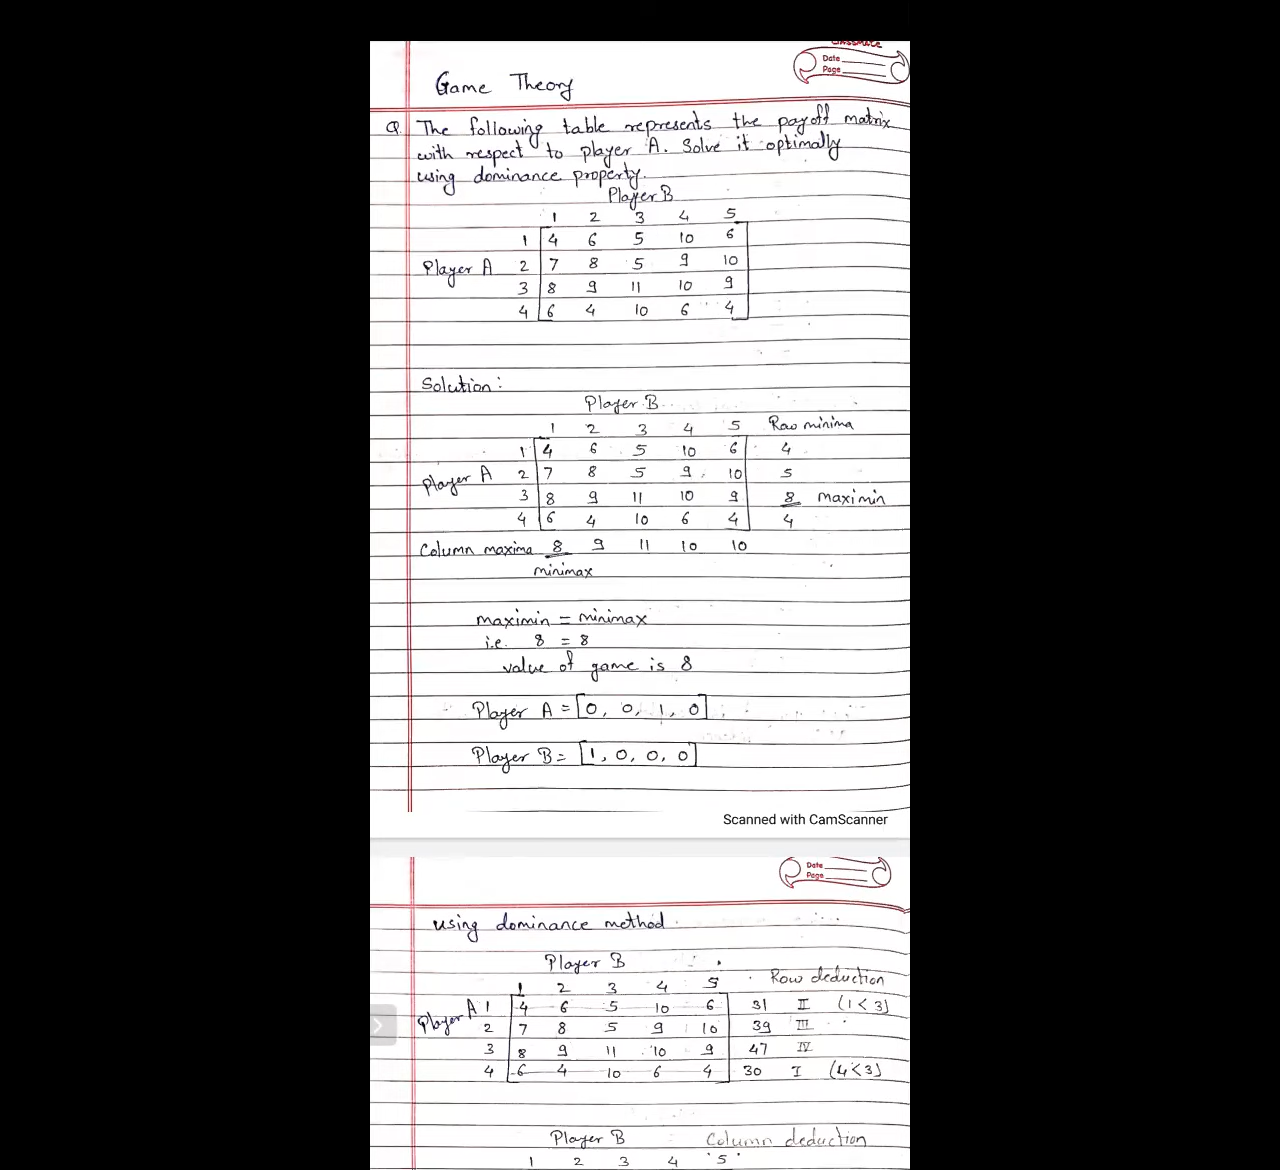 classmate
Date
Page
Game Theory
Q. The following table represents the payoff matrix
with respect to player A. Solve it optimally
using dominance property.
Player B
1 2 3 4 5
1 4 6 5 10 6
Player A 2 7 8 5 9 10
3 8 9 11 10 9
4 6 4 10 6 4
Solution:
Player B
1 2 3 4 5 Row minima
1 4 6 5 10 6 4
Player A 2 7 8 5 9 10 5
3 8 9 11 10 9 8 maximin
4 6 4 10 6 4 4
Column maxima 8 9 11 10 10
minimax
maximin = minimax
i.e. 8 = 8
value of game is 8
Player A = [0, 0, 1, 0]
Player B = [1, 0, 0, 0]
Scanned with CamScanner
Date
Page
using dominance method.
Player B
1 2 3 4 5 Row deduction
Player A 1 4 6 5 10 6 31 II (1<3)
2 7 8 5 9 10 39 III
3 8 9 11 10 9 47 IV
4 6 4 10 6 4 30 I (4<3)
Player B Column deduction
1 2 3 4 5